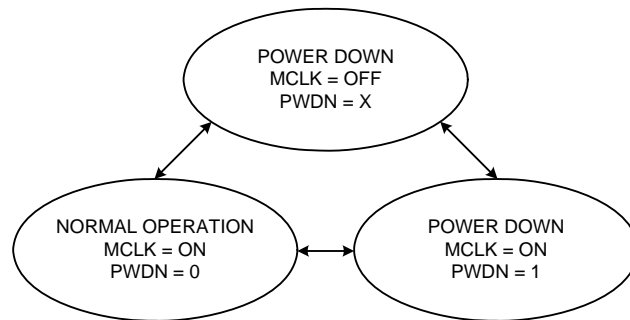 POWER DOWN
MCLK = OFF
PWDN = X
NORMAL OPERATION
MCLK = ON
PWDN = 0
POWER DOWN
MCLK = ON
PWDN = 1